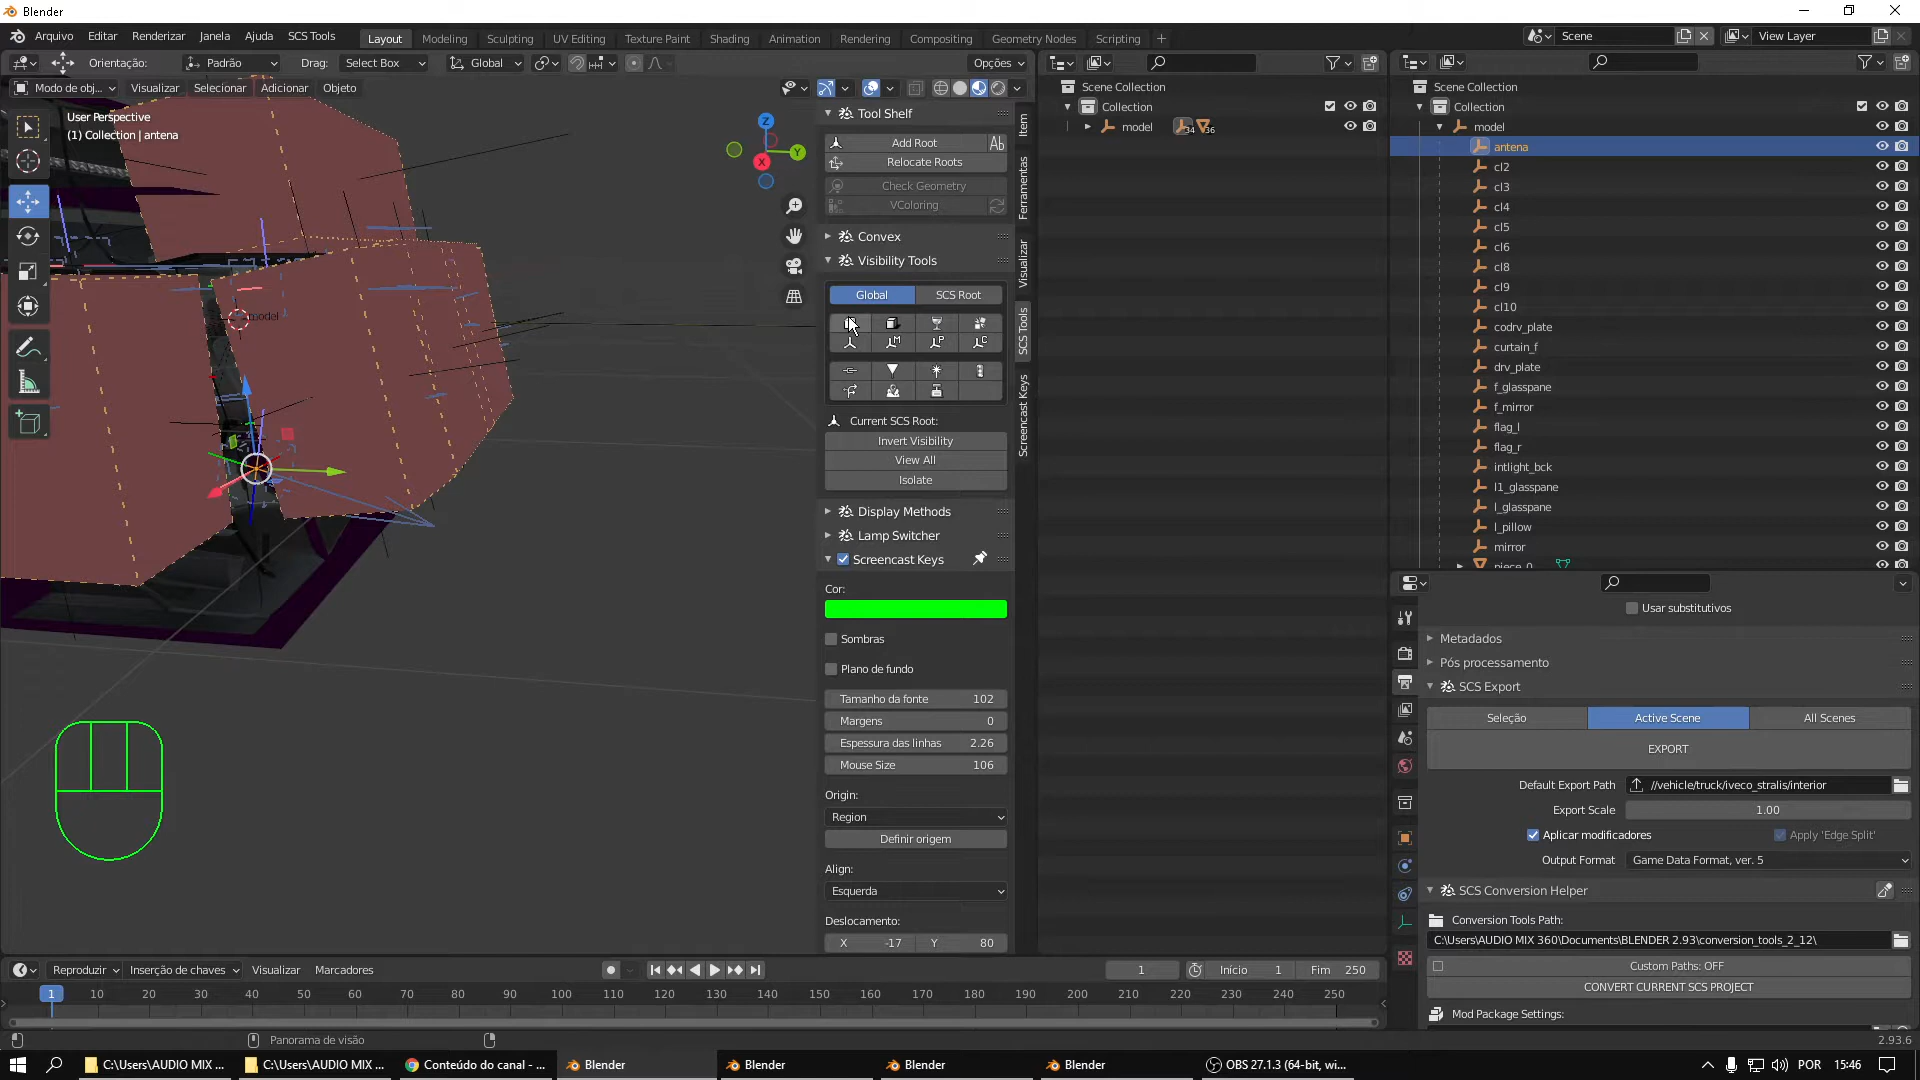 Blender
Arquivo Editar Renderizar Janela Ajuda SCS Tools Layout Modeling Sculpting UV Editing Texture Paint Shading Animation Rendering Compositing Geometry Nodes Scripting + Scene View Layer
Orientação: Padrão Drag: Select Box Global Opções
Modo de obj... Visualizar Selecionar Adicionar Objeto
User Perspective
(1) Collection | antena
Z
Y
X
model
Tool Shelf
Add Root Ab
Relocate Roots
Check Geometry
VColoring
Convex
Visibility Tools
Global SCS Root
Current SCS Root:
Invert Visibility
View All
Isolate
Display Methods
Lamp Switcher
Screencast Keys
Cor:
Sombras
Plano de fundo
Tamanho da fonte 102
Margens 0
Espessura das linhas 2.26
Mouse Size 106
Origin:
Region
Definir origem
Align:
Esquerda
Deslocamento:
X -17 Y 80
Item
Ferramentas
Visualizar
SCS Tools
Screencast Keys
Scene Collection
Collection
model 34 36
Scene Collection
Collection
model
antena
cl2
cl3
cl4
cl5
cl6
cl8
cl9
cl10
codrv_plate
curtain_f
drv_plate
f_glasspane
f_mirror
flag_l
flag_r
intlight_bck
l1_glasspane
l_glasspane
l_pillow
mirror
piece_0
Usar substitutivos
Metadados
Pós processamento
SCS Export
Seleção Active Scene All Scenes
EXPORT
Default Export Path //vehicle/truck/iveco_stralis/interior
Export Scale 1.00
Aplicar modificadores Apply 'Edge Split'
Output Format Game Data Format, ver. 5
SCS Conversion Helper
Conversion Tools Path:
C:\Users\AUDIO MIX 360\Documents\BLENDER 2.93\conversion_tools_2_12\
Custom Paths: OFF
CONVERT CURRENT SCS PROJECT
Mod Package Settings:
Reproduzir Inserção de chaves Visualizar Marcadores 1 Início 1 Fim 250
1 10 20 30 40 50 60 70 80 90 100 110 120 130 140 150 160 170 180 190 200 210 220 230 240 250
Panorama de visão 2.93.6
C:\Users\AUDIO MIX ... C:\Users\AUDIO MIX ... Conteúdo do canal - ... Blender Blender Blender Blender OBS 27.1.3 (64-bit, wi... POR 15:46